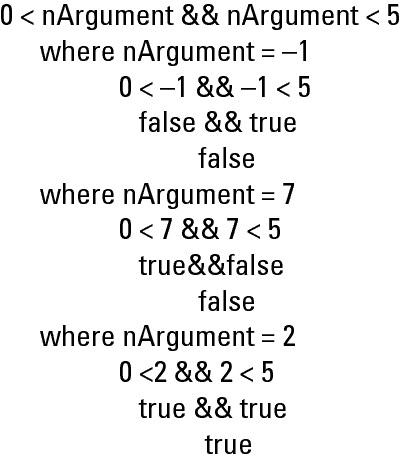 0 < nArgument && nArgument < 5
where nArgument = –1
0 < –1 && –1 < 5
false && true
false
where nArgument = 7
0 < 7 && 7 < 5
true&&false
false
where nArgument = 2
0 <2 && 2 < 5
true && true
true